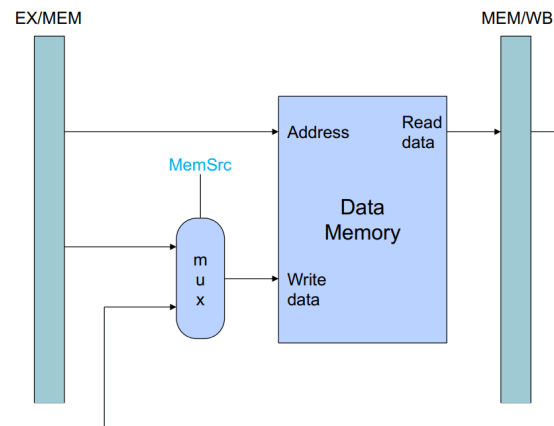 EX/MEM
MEM/WB
Address
Read
data
MemSrc
Data
Memory
m
u
x
Write
data